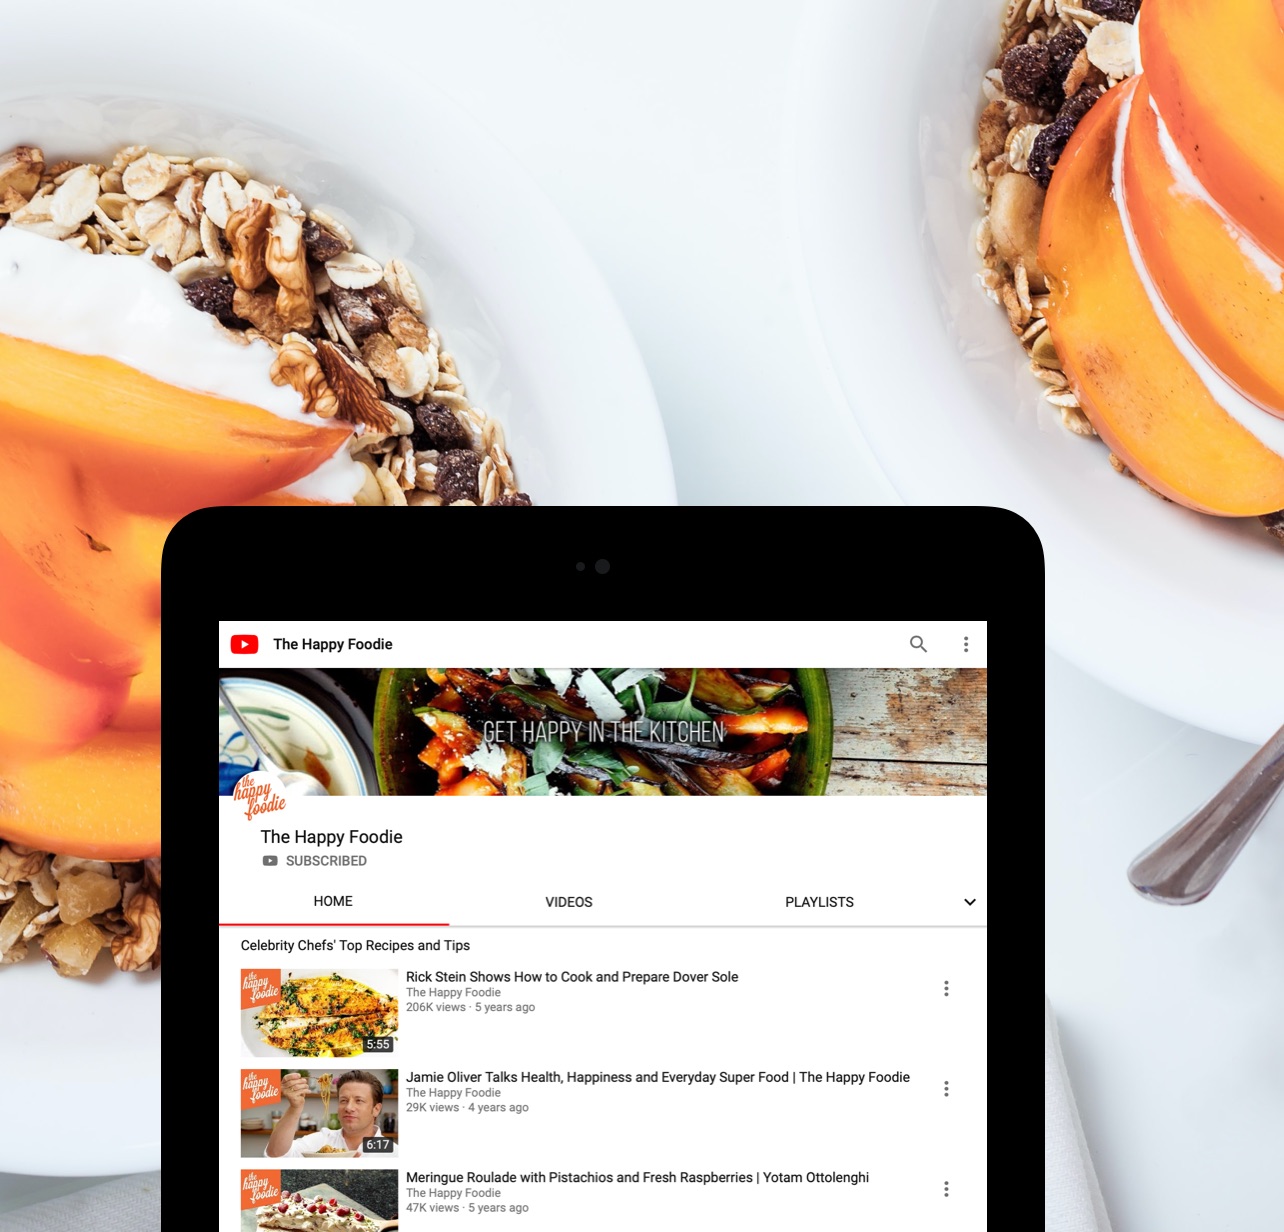 The Happy Foodie
GET HAPPY IN THE KITCHEN
the
happy
foodie
The Happy Foodie
SUBSCRIBED
HOME VIDEOS PLAYLISTS
Celebrity Chefs' Top Recipes and Tips
the
happy
foodie
5:55
Rick Stein Shows How to Cook and Prepare Dover Sole
The Happy Foodie
206K views · 5 years ago
the
happy
foodie
6:17
Jamie Oliver Talks Health, Happiness and Everyday Super Food | The Happy Foodie
The Happy Foodie
29K views · 4 years ago
the
happy
foodie
Meringue Roulade with Pistachios and Fresh Raspberries | Yotam Ottolenghi
The Happy Foodie
47K views · 5 years ago